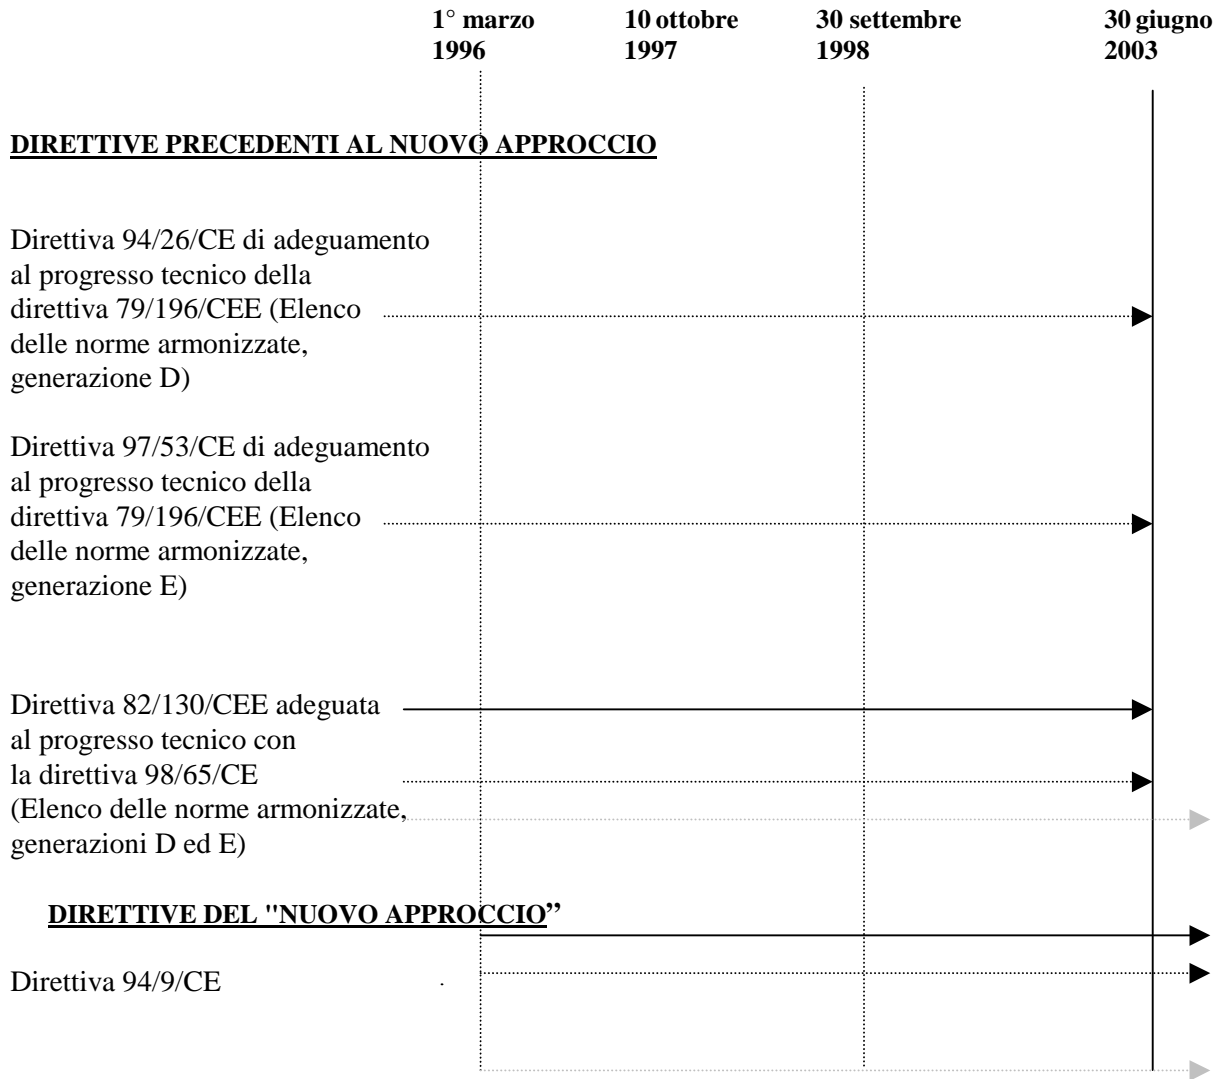 1° marzo 10 ottobre 30 settembre 30 giugno
1996 1997 1998 2003
DIRETTIVE PRECEDENTI AL NUOVO APPROCCIO
Direttiva 94/26/CE di adeguamento
al progresso tecnico della
direttiva 79/196/CEE (Elenco
delle norme armonizzate,
generazione D)
Direttiva 97/53/CE di adeguamento
al progresso tecnico della
direttiva 79/196/CEE (Elenco
delle norme armonizzate,
generazione E)
Direttiva 82/130/CEE adeguata
al progresso tecnico con
la direttiva 98/65/CE
(Elenco delle norme armonizzate,
generazioni D ed E)
DIRETTIVE DEL "NUOVO APPROCCIO”
Direttiva 94/9/CE